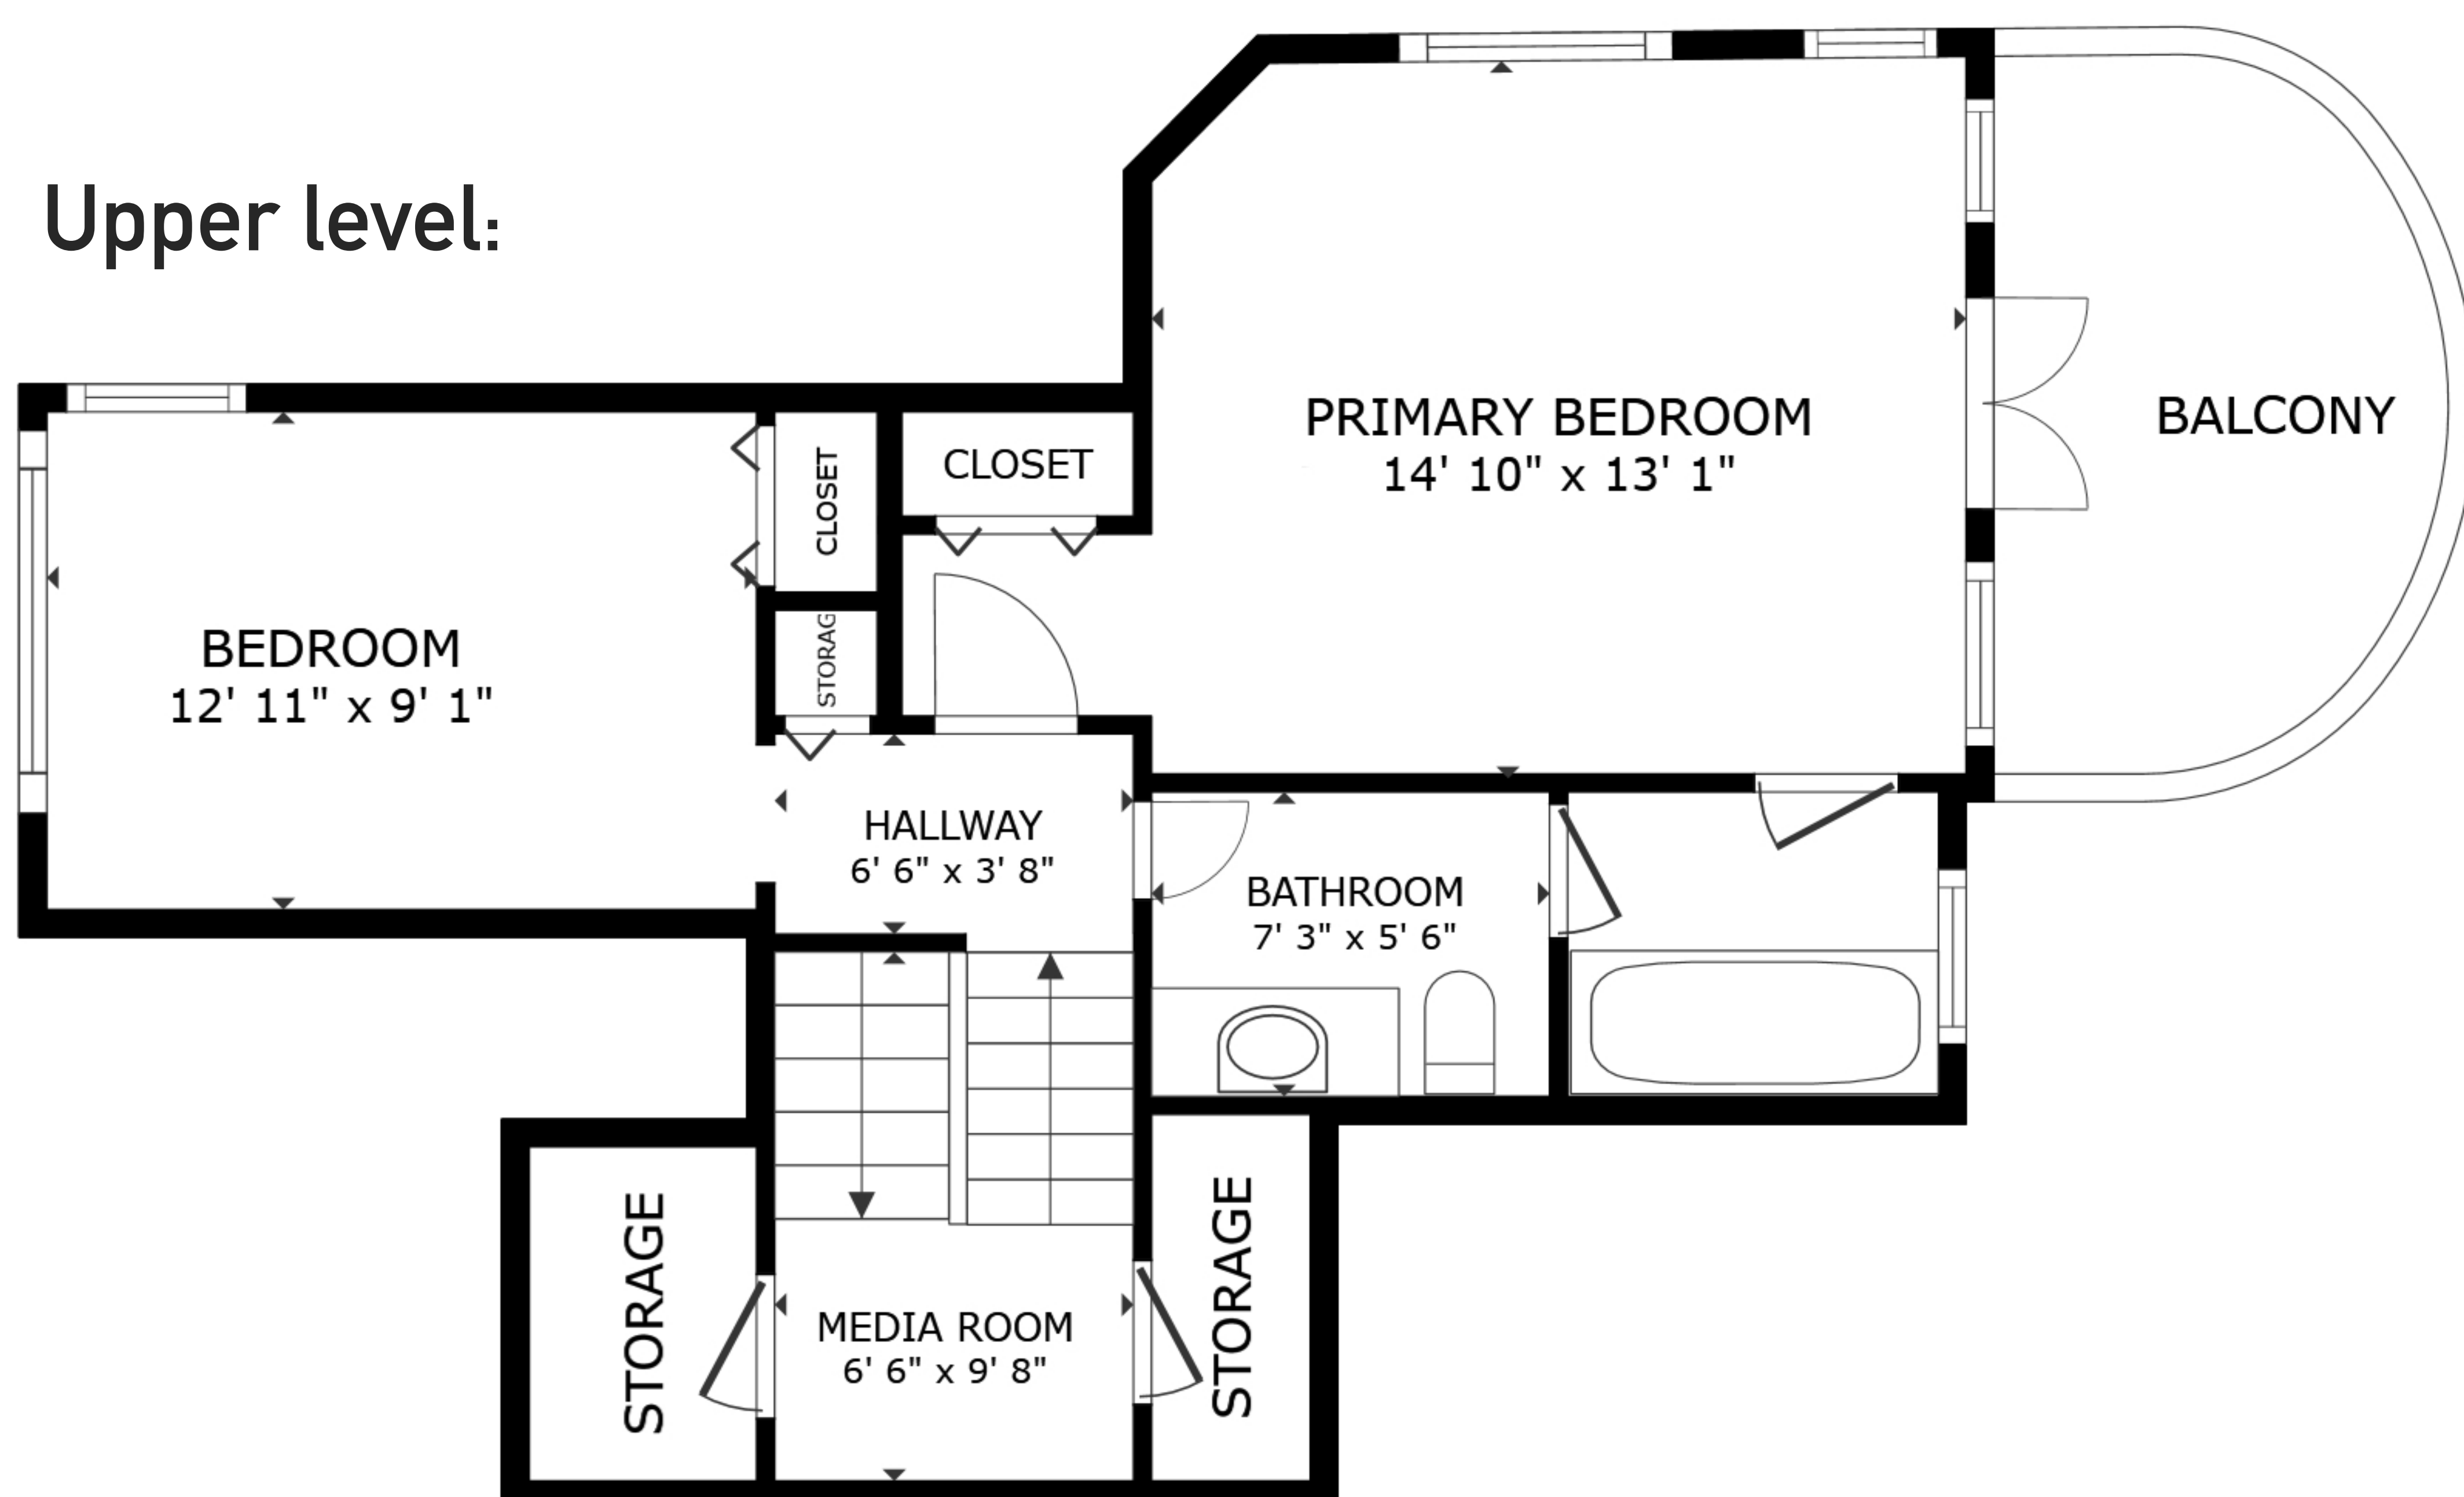 Upper level:
PRIMARY BEDROOM
14' 10" x 13' 1"
BALCONY
CLOSET
CLOSET
STORAG
BEDROOM
12' 11" x 9' 1"
HALLWAY
6' 6" x 3' 8"
BATHROOM
7' 3" x 5' 6"
STORAGE
MEDIA ROOM
6' 6" x 9' 8"
STORAGE